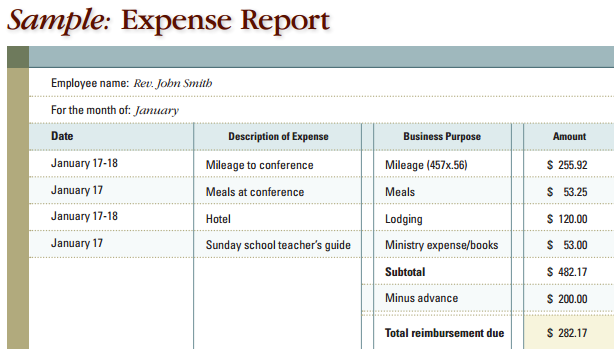 Sample: Expense Report
Employee name: Rev. John Smith
For the month of: January
Date Description of Expense Business Purpose Amount
January 17-18 Mileage to conference Mileage (457x.56) $ 255.92
January 17 Meals at conference Meals $ 53.25
January 17-18 Hotel Lodging $ 120.00
January 17 Sunday school teacher's guide Ministry expense/books $ 53.00
Subtotal $ 482.17
Minus advance $ 200.00
Total reimbursement due $ 282.17